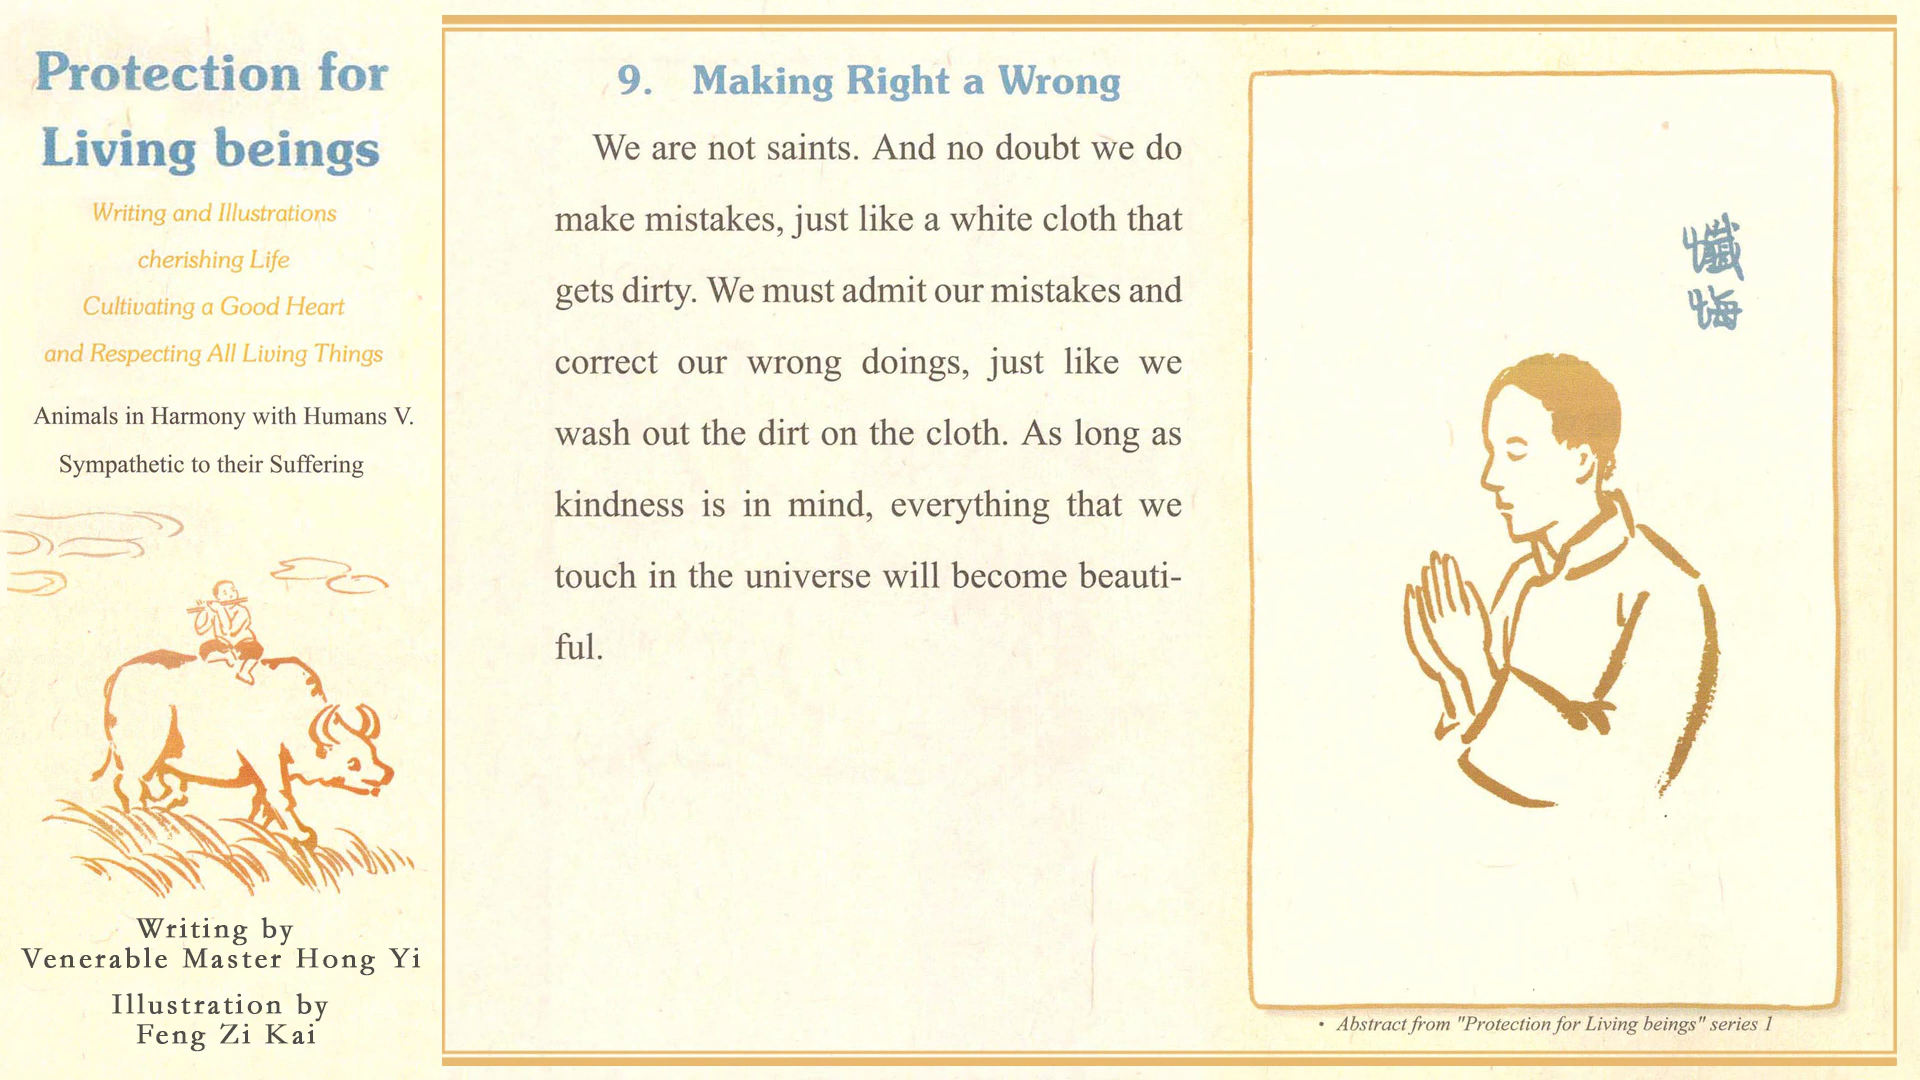 Protection for
Living beings
Writing and Illustrations
cherishing Life
Cultivating a Good Heart
and Respecting All Living Things
Animals in Harmony with Humans V.
Sympathetic to their Suffering
Writing by
Venerable Master Hong Yi
Illustration by
Feng Zi Kai
9. Making Right a Wrong
We are not saints. And no doubt we do
make mistakes, just like a white cloth that
gets dirty. We must admit our mistakes and
correct our wrong doings, just like we
wash out the dirt on the cloth. As long as
kindness is in mind, everything that we
touch in the universe will become beauti-
ful.
懺
悔
• Abstract from "Protection for Living beings" series 1